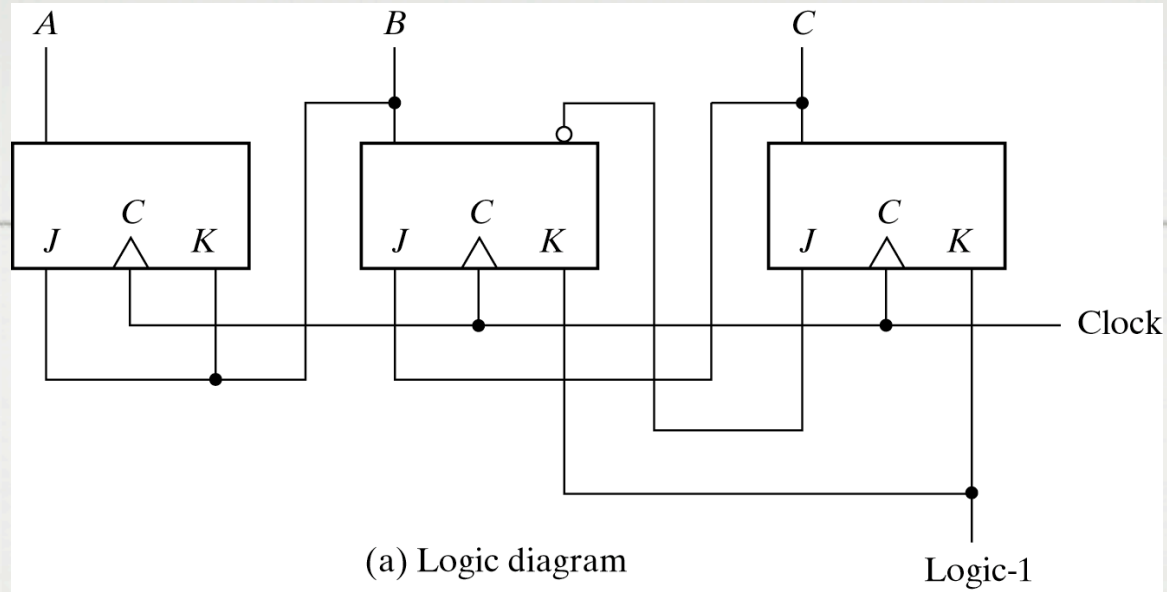 A B C
C C C
J K J K J K
Clock
(a) Logic diagram
Logic-1